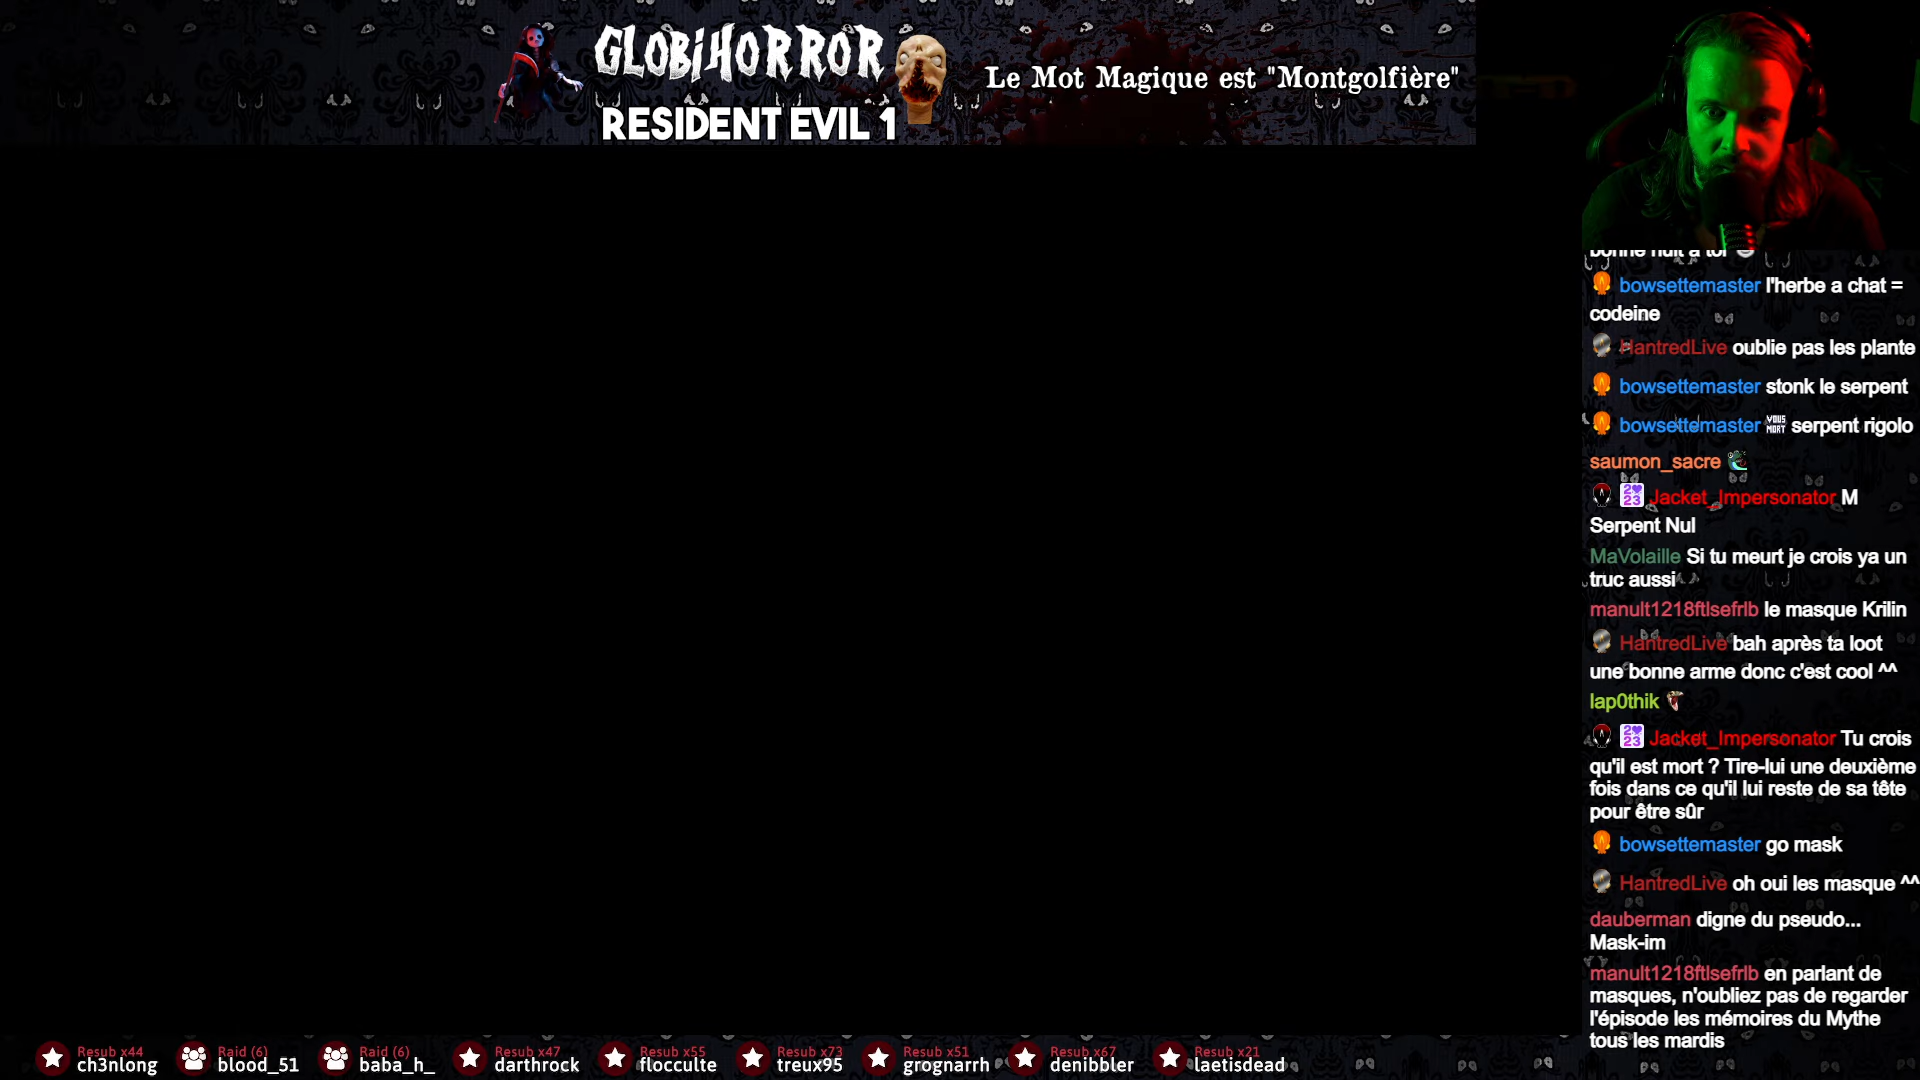 GLOBiHORROR
RESIDENT EVIL 1
Le Mot Magique est "Montgolfière"
bonne nuit a toi
bowsettemaster l'herbe a chat =
codeine
HantredLive oublie pas les plante
bowsettemaster stonk le serpent
bowsettemaster VOUS MORT serpent rigolo
saumon_sacre
Jacket_Impersonator M
Serpent Nul
MaVolaille Si tu meurt je crois ya un
truc aussi
manult1218ftlsefrlb le masque Krilin
HantredLive bah après ta loot
une bonne arme donc c'est cool ^^
lap0thik
Jacket_Impersonator Tu crois
qu'il est mort ? Tire-lui une deuxième
fois dans ce qu'il lui reste de sa tête
pour être sûr
bowsettemaster go mask
HantredLive oh oui les masque ^^
dauberman digne du pseudo...
Mask-im
manult1218ftlsefrlb en parlant de
masques, n'oubliez pas de regarder
l'épisode les mémoires du Mythe
tous les mardis
Resub x44
ch3nlong
Raid (6)
blood_51
Raid (6)
baba_h_
Resub x47
darthrock
Resub x55
flocculte
Resub x73
treux95
Resub x51
grognarrh
Resub x67
denibbler
Resub x21
laetisdead